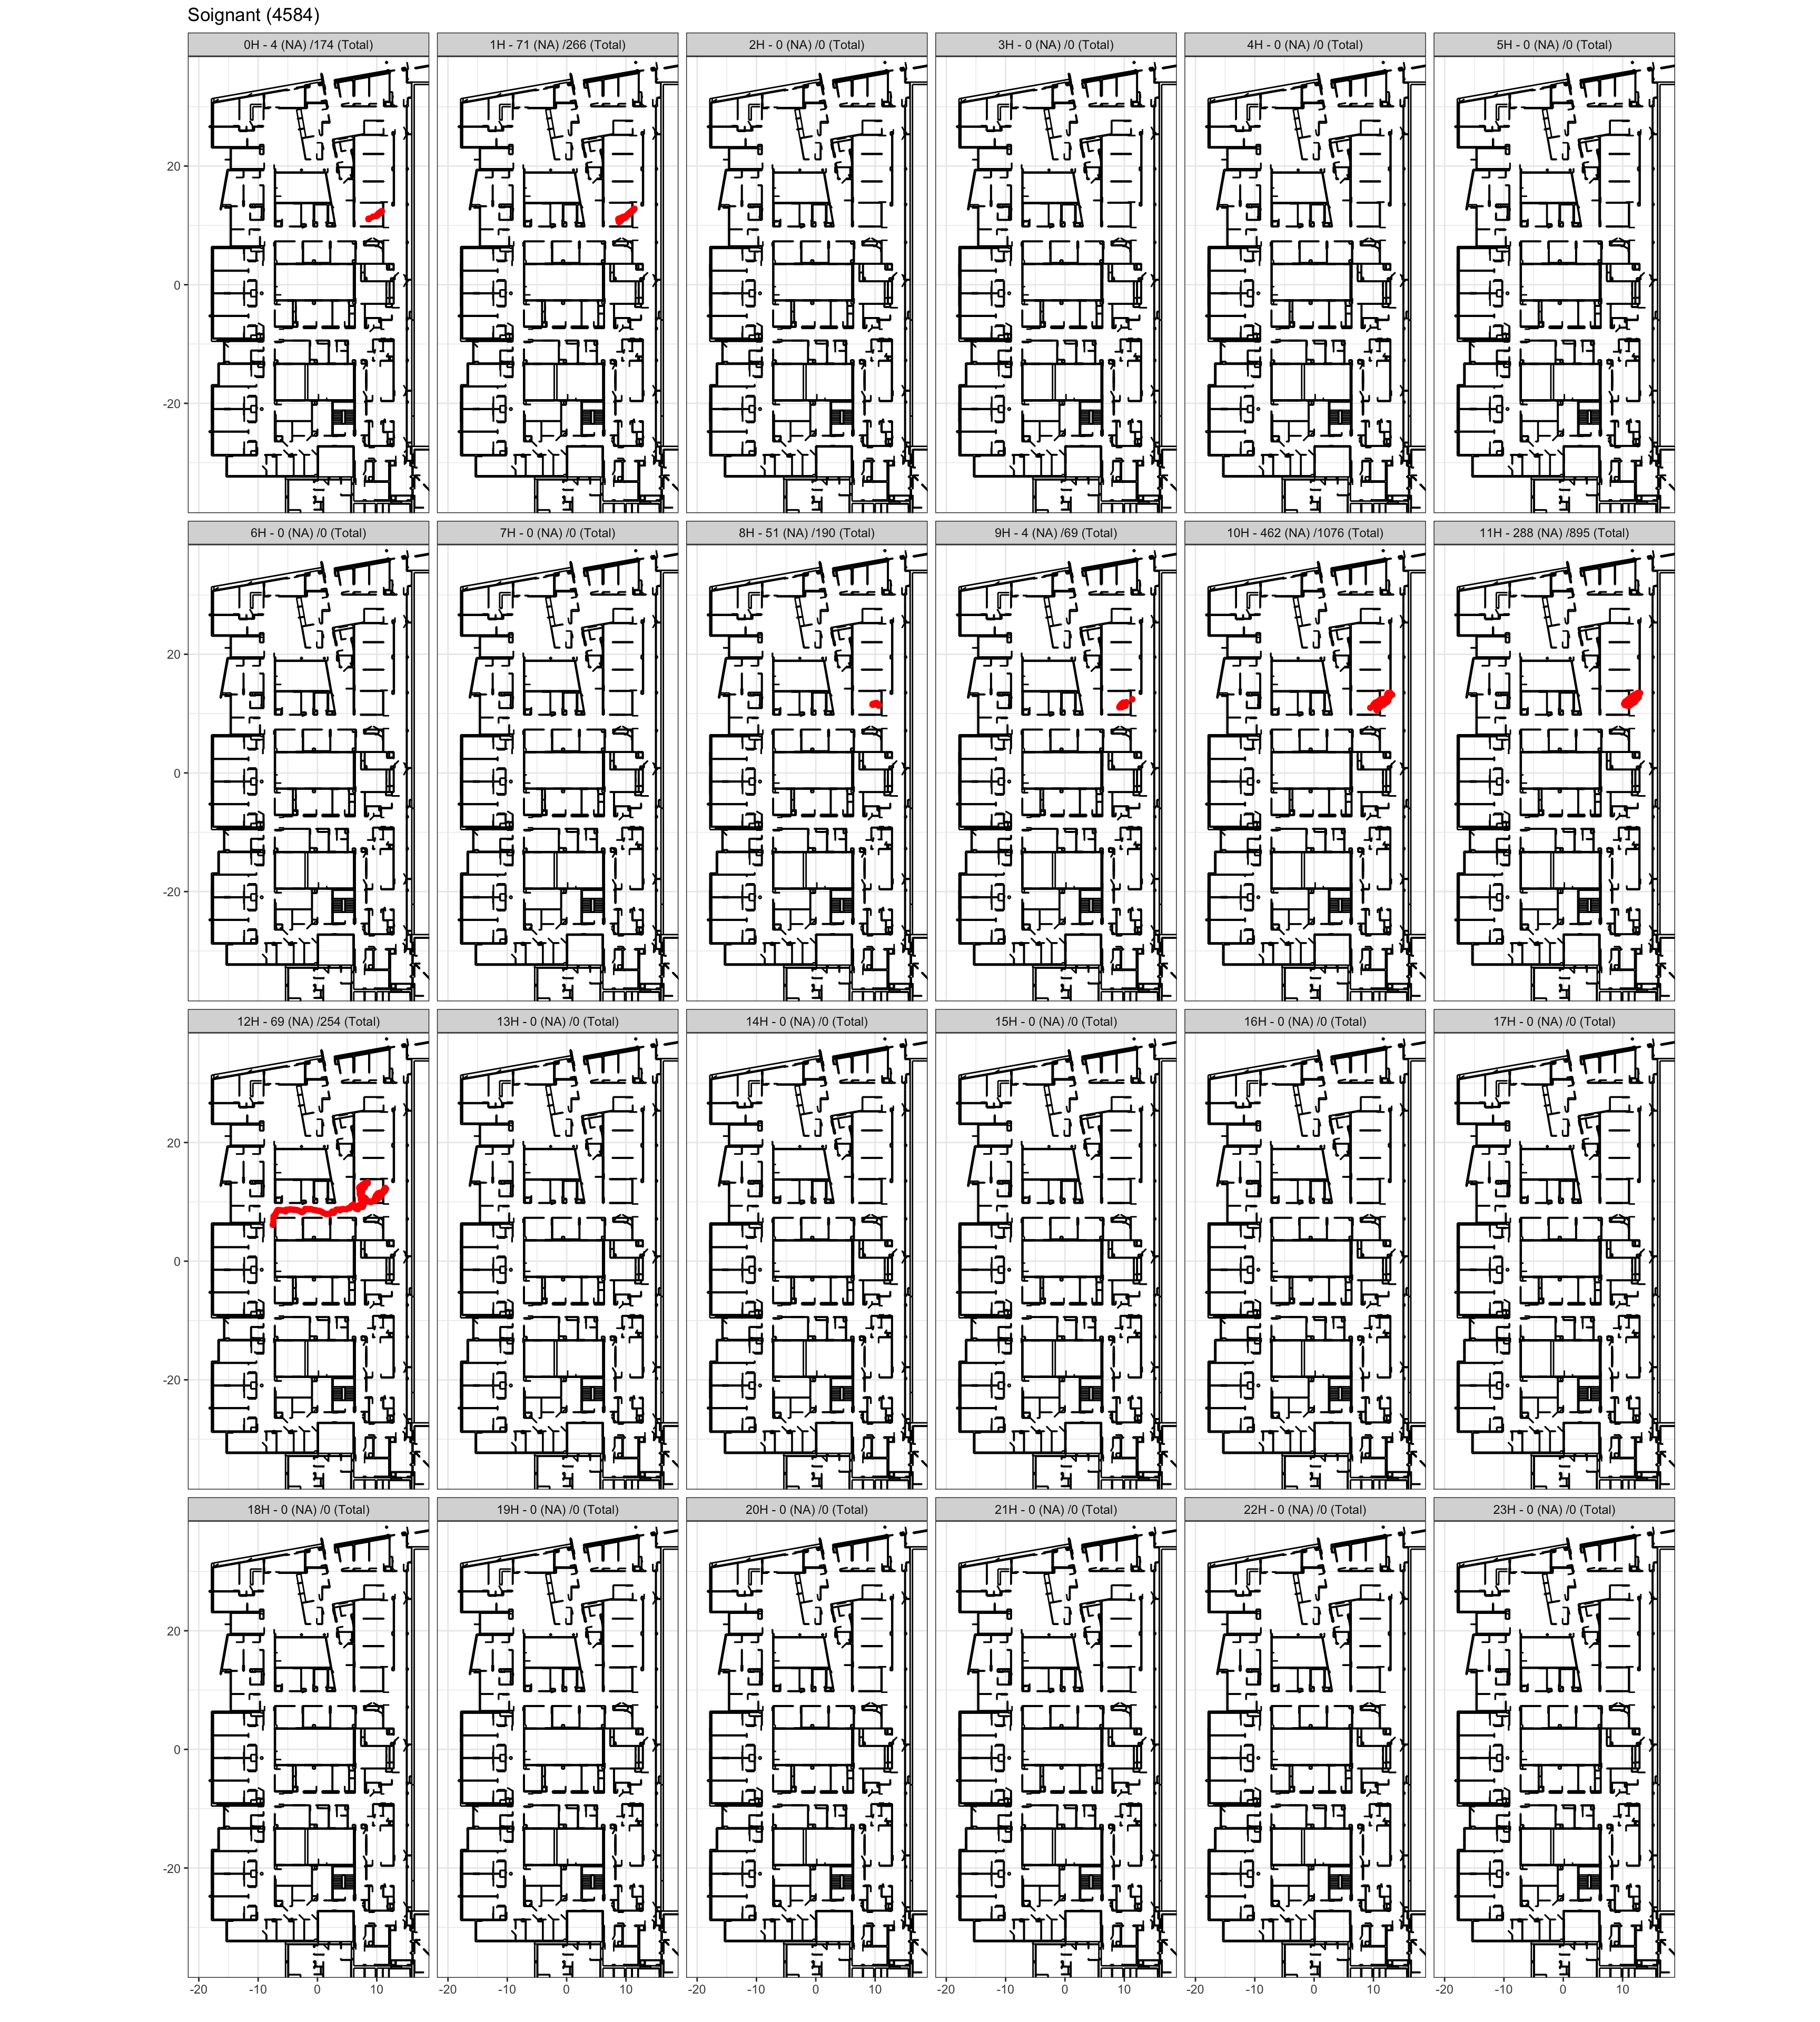 Soignant (4584)
0H - 4 (NA) /174 (Total) 1H - 71 (NA) /266 (Total) 2H - 0 (NA) /0 (Total) 3H - 0 (NA) /0 (Total) 4H - 0 (NA) /0 (Total) 5H - 0 (NA) /0 (Total)
20
0
-20
6H - 0 (NA) /0 (Total) 7H - 0 (NA) /0 (Total) 8H - 51 (NA) /190 (Total) 9H - 4 (NA) /69 (Total) 10H - 462 (NA) /1076 (Total) 11H - 288 (NA) /895 (Total)
20
0
-20
12H - 69 (NA) /254 (Total) 13H - 0 (NA) /0 (Total) 14H - 0 (NA) /0 (Total) 15H - 0 (NA) /0 (Total) 16H - 0 (NA) /0 (Total) 17H - 0 (NA) /0 (Total)
20
0
-20
18H - 0 (NA) /0 (Total) 19H - 0 (NA) /0 (Total) 20H - 0 (NA) /0 (Total) 21H - 0 (NA) /0 (Total) 22H - 0 (NA) /0 (Total) 23H - 0 (NA) /0 (Total)
20
0
-20
-20 -10 0 10 -20 -10 0 10 -20 -10 0 10 -20 -10 0 10 -20 -10 0 10 -20 -10 0 10